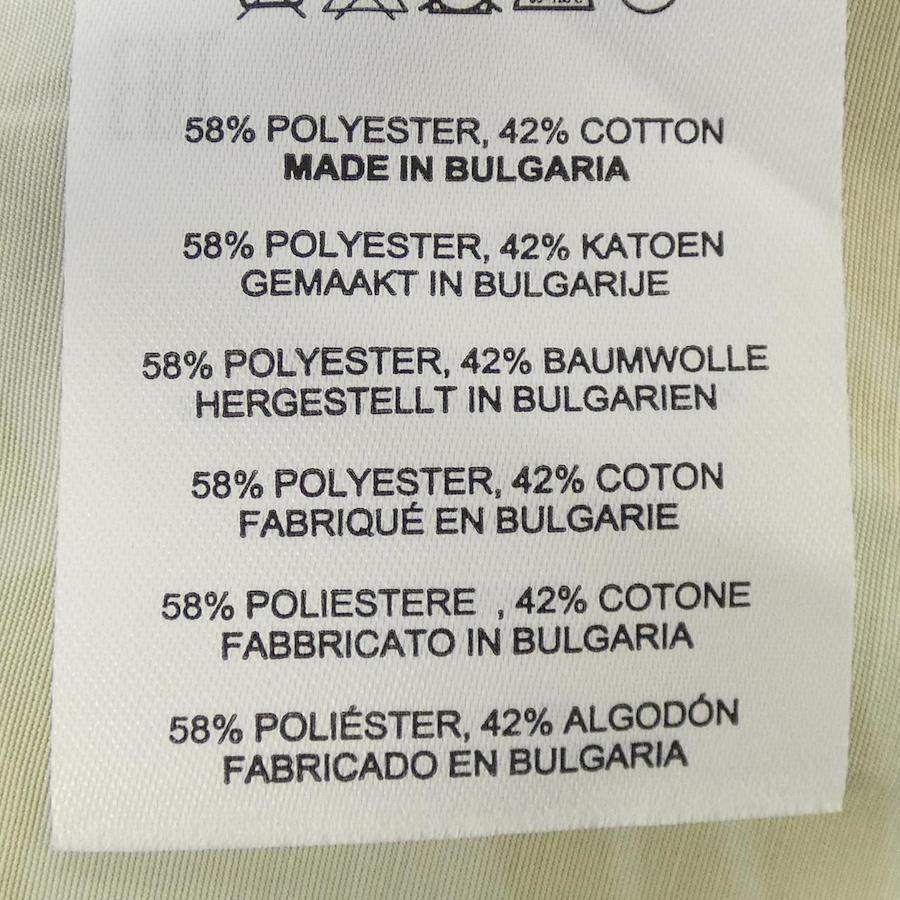 58% POLYESTER, 42% COTTON
MADE IN BULGARIA
58% POLYESTER, 42% KATOEN
GEMAAKT IN BULGARIJE
58% POLYESTER, 42% BAUMWOLLE
HERGESTELLT IN BULGARIEN
58% POLYESTER, 42% COTON
FABRIQUÉ EN BULGARIE
58% POLIESTERE , 42% COTONE
FABBRICATO IN BULGARIA
58% POLIÉSTER, 42% ALGODÓN
FABRICADO EN BULGARIA